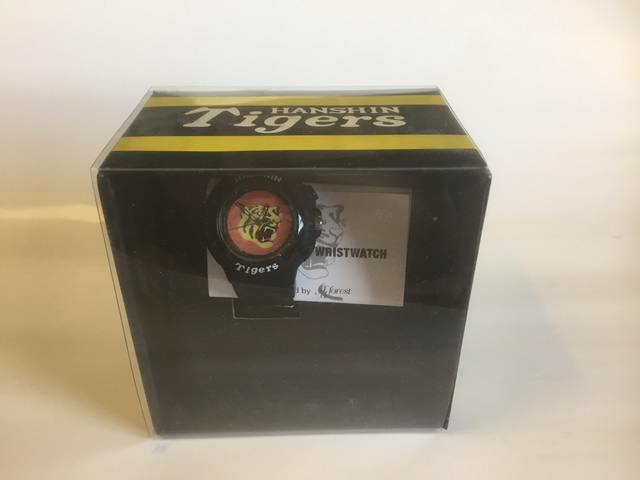 HANSHIN
Tigers
HANSHIN
Tigers
WRISTWATCH
d by forest